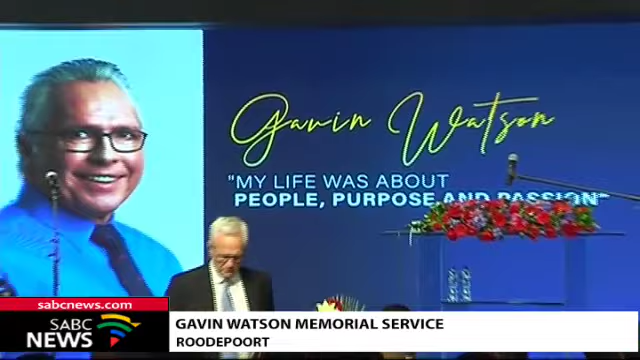 Gavin Watson
"MY LIFE WAS ABOUT
PEOPLE, PURPOSE AND PASSION"
sabcnews.com
SABC
NEWS
GAVIN WATSON MEMORIAL SERVICE
ROODEPOORT